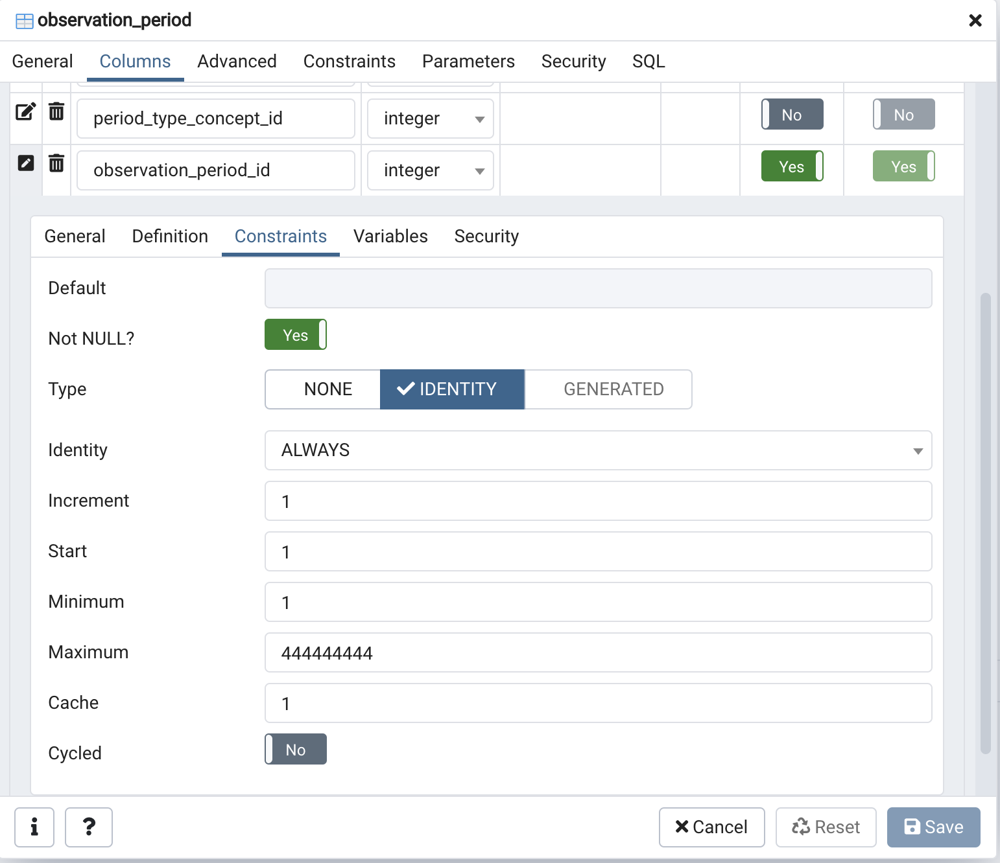 observation_period
General Columns Advanced Constraints Parameters Security SQL
period_type_concept_id integer No No
observation_period_id integer Yes Yes
General Definition Constraints Variables Security
Default
Not NULL? Yes
Type NONE IDENTITY GENERATED
Identity ALWAYS
Increment 1
Start 1
Minimum 1
Maximum 444444444
Cache 1
Cycled No
i ? Cancel Reset Save